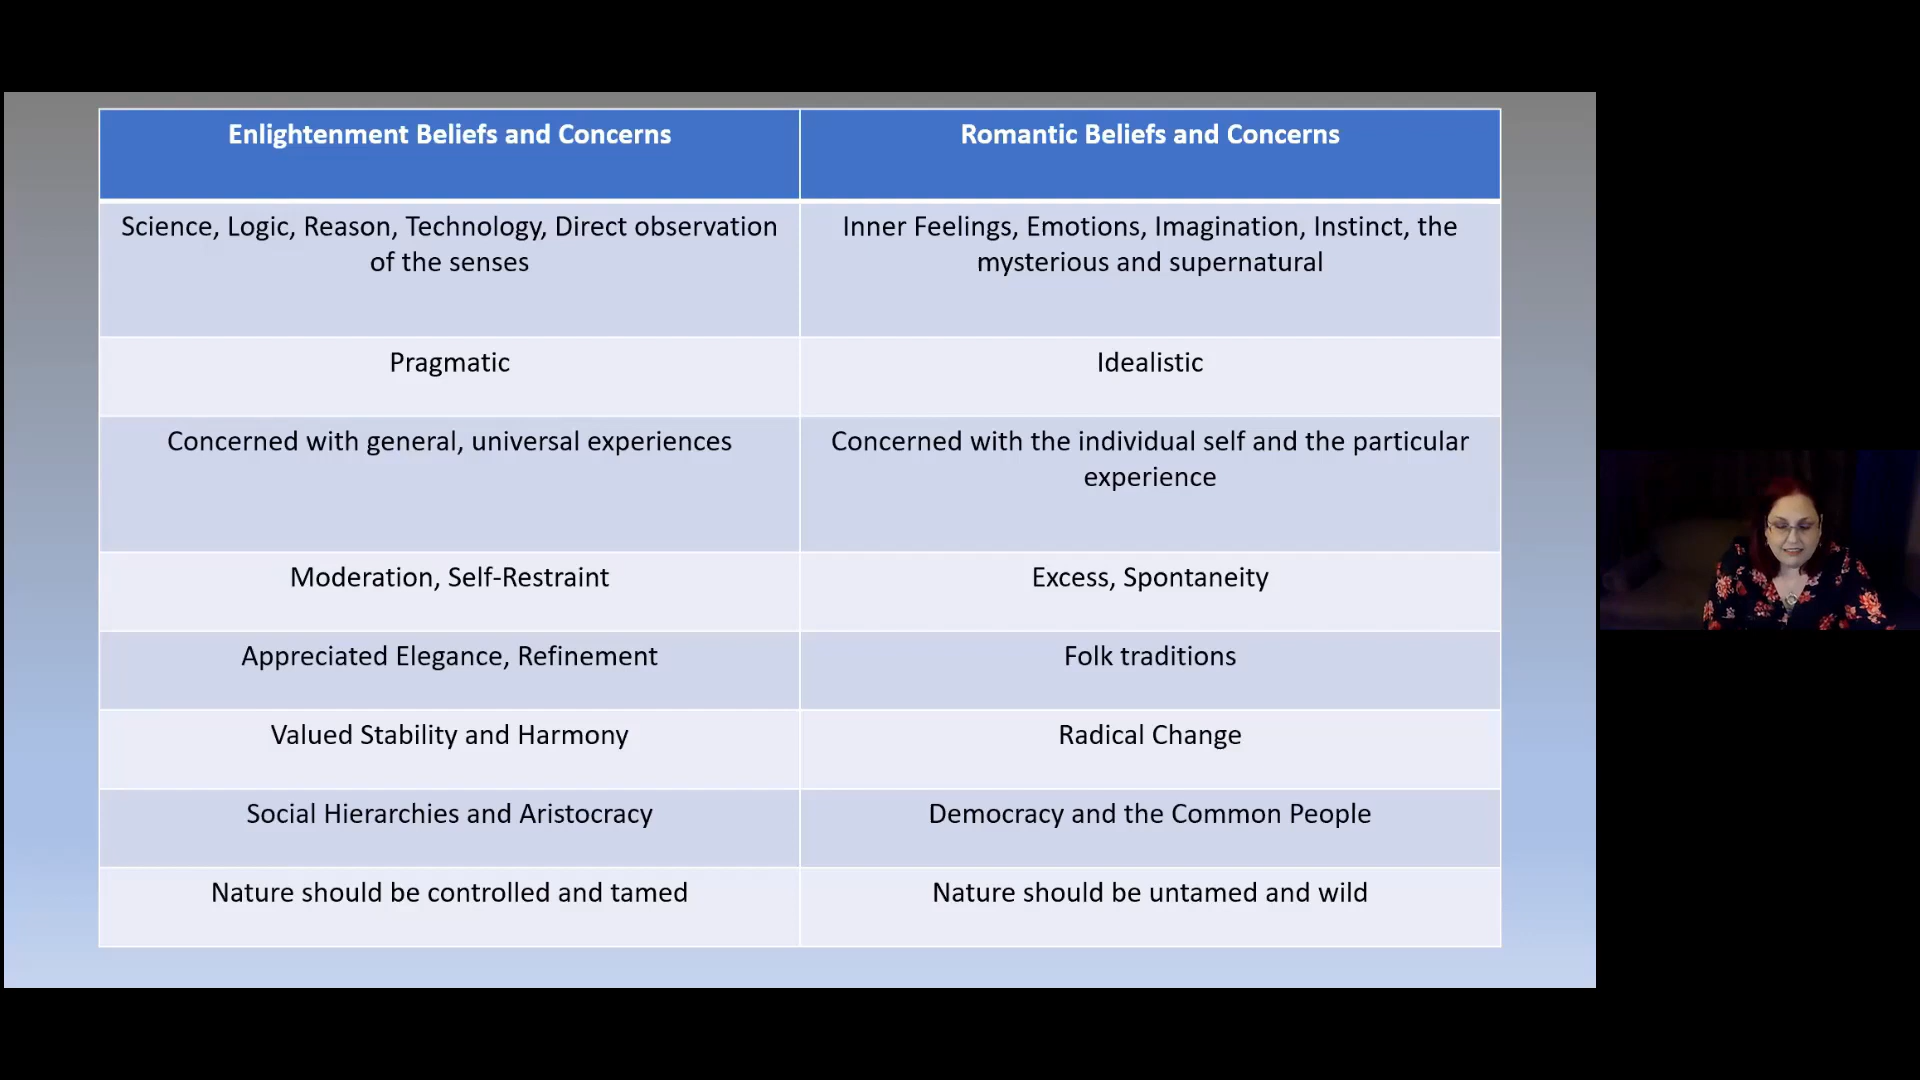 Enlightenment Beliefs and Concerns
Romantic Beliefs and Concerns
Science, Logic, Reason, Technology, Direct observation
of the senses
Inner Feelings, Emotions, Imagination, Instinct, the
mysterious and supernatural
Pragmatic
Idealistic
Concerned with general, universal experiences
Concerned with the individual self and the particular
experience
Moderation, Self-Restraint
Excess, Spontaneity
Appreciated Elegance, Refinement
Folk traditions
Valued Stability and Harmony
Radical Change
Social Hierarchies and Aristocracy
Democracy and the Common People
Nature should be controlled and tamed
Nature should be untamed and wild